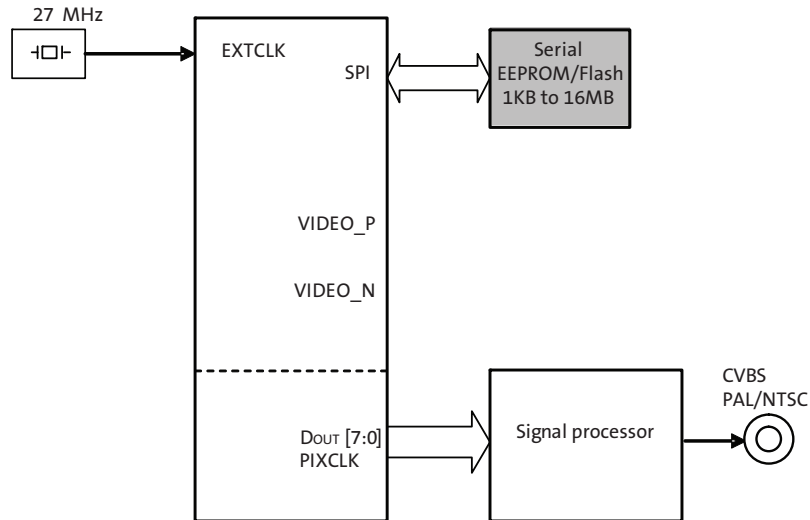 27 MHz
EXTCLK
SPI
Serial
EEPROM/Flash
1KB to 16MB
VIDEO_P
VIDEO_N
DOUT [7:0]
PIXCLK
Signal processor
CVBS
PAL/NTSC